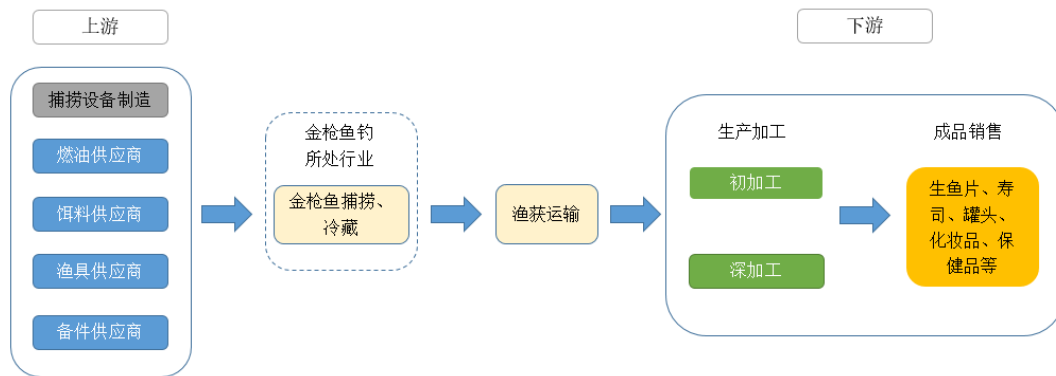 上游
下游
捕捞设备制造
燃油供应商
饵料供应商
渔具供应商
备件供应商
金枪鱼钓
所处行业
金枪鱼捕捞、
冷藏
渔获运输
生产加工
初加工
深加工
成品销售
生鱼片、寿
司、罐头、
化妆品、保
健品等